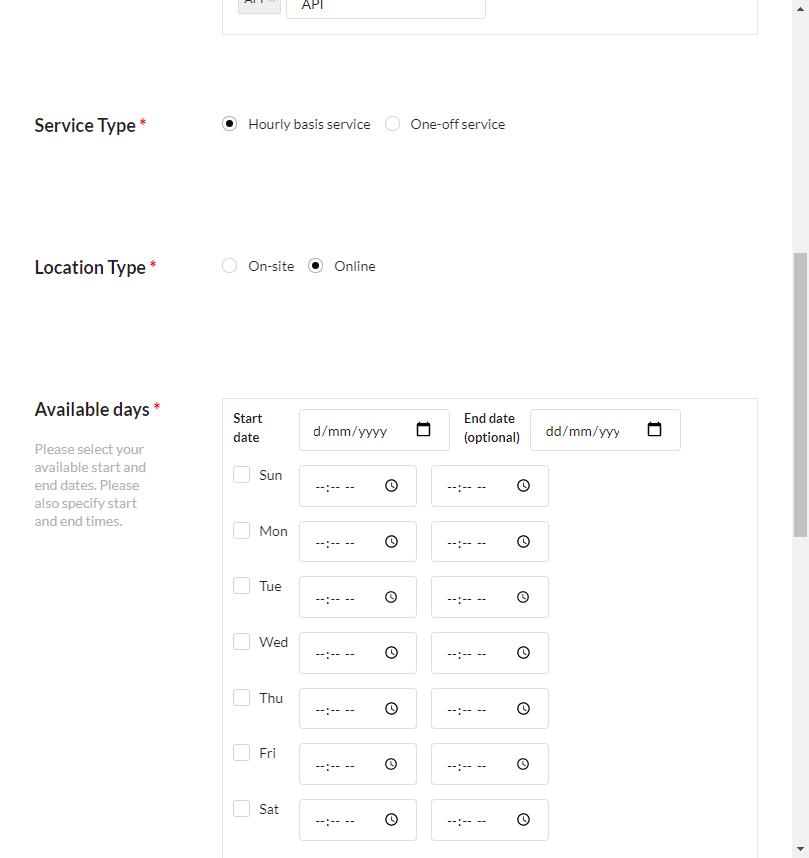 API ×
API
Service Type *
Hourly basis service
One-off service
Location Type *
On-site
Online
Available days *
Please select your
available start and
end dates. Please
also specify start
and end times.
Start
date
d/mm/yyyy
End date
(optional)
dd/mm/yyy
Sun
--:-- --
--:-- --
Mon
--:-- --
--:-- --
Tue
--:-- --
--:-- --
Wed
--:-- --
--:-- --
Thu
--:-- --
--:-- --
Fri
--:-- --
--:-- --
Sat
--:-- --
--:-- --